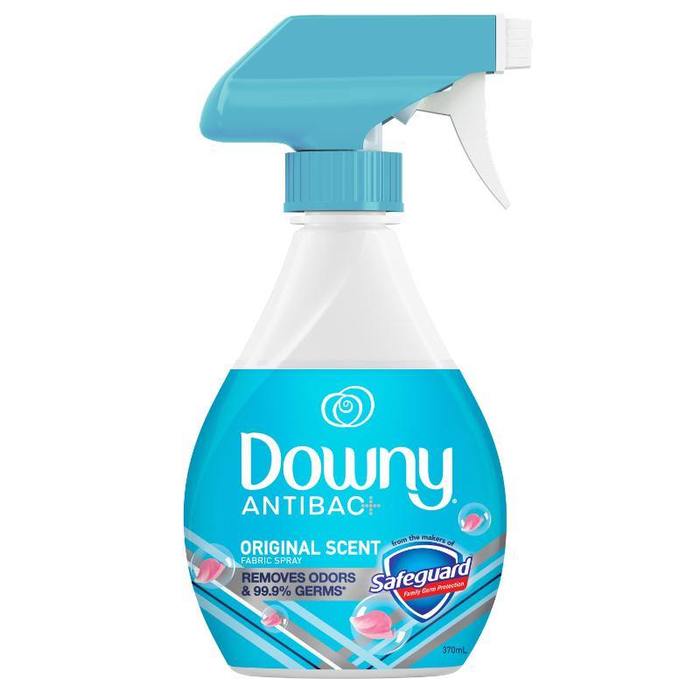 Downy®
ANTIBAC+
ORIGINAL SCENT
FABRIC SPRAY
REMOVES ODORS
& 99.9% GERMS*
from the makers of
Safeguard
Family Germ Protection
370mL